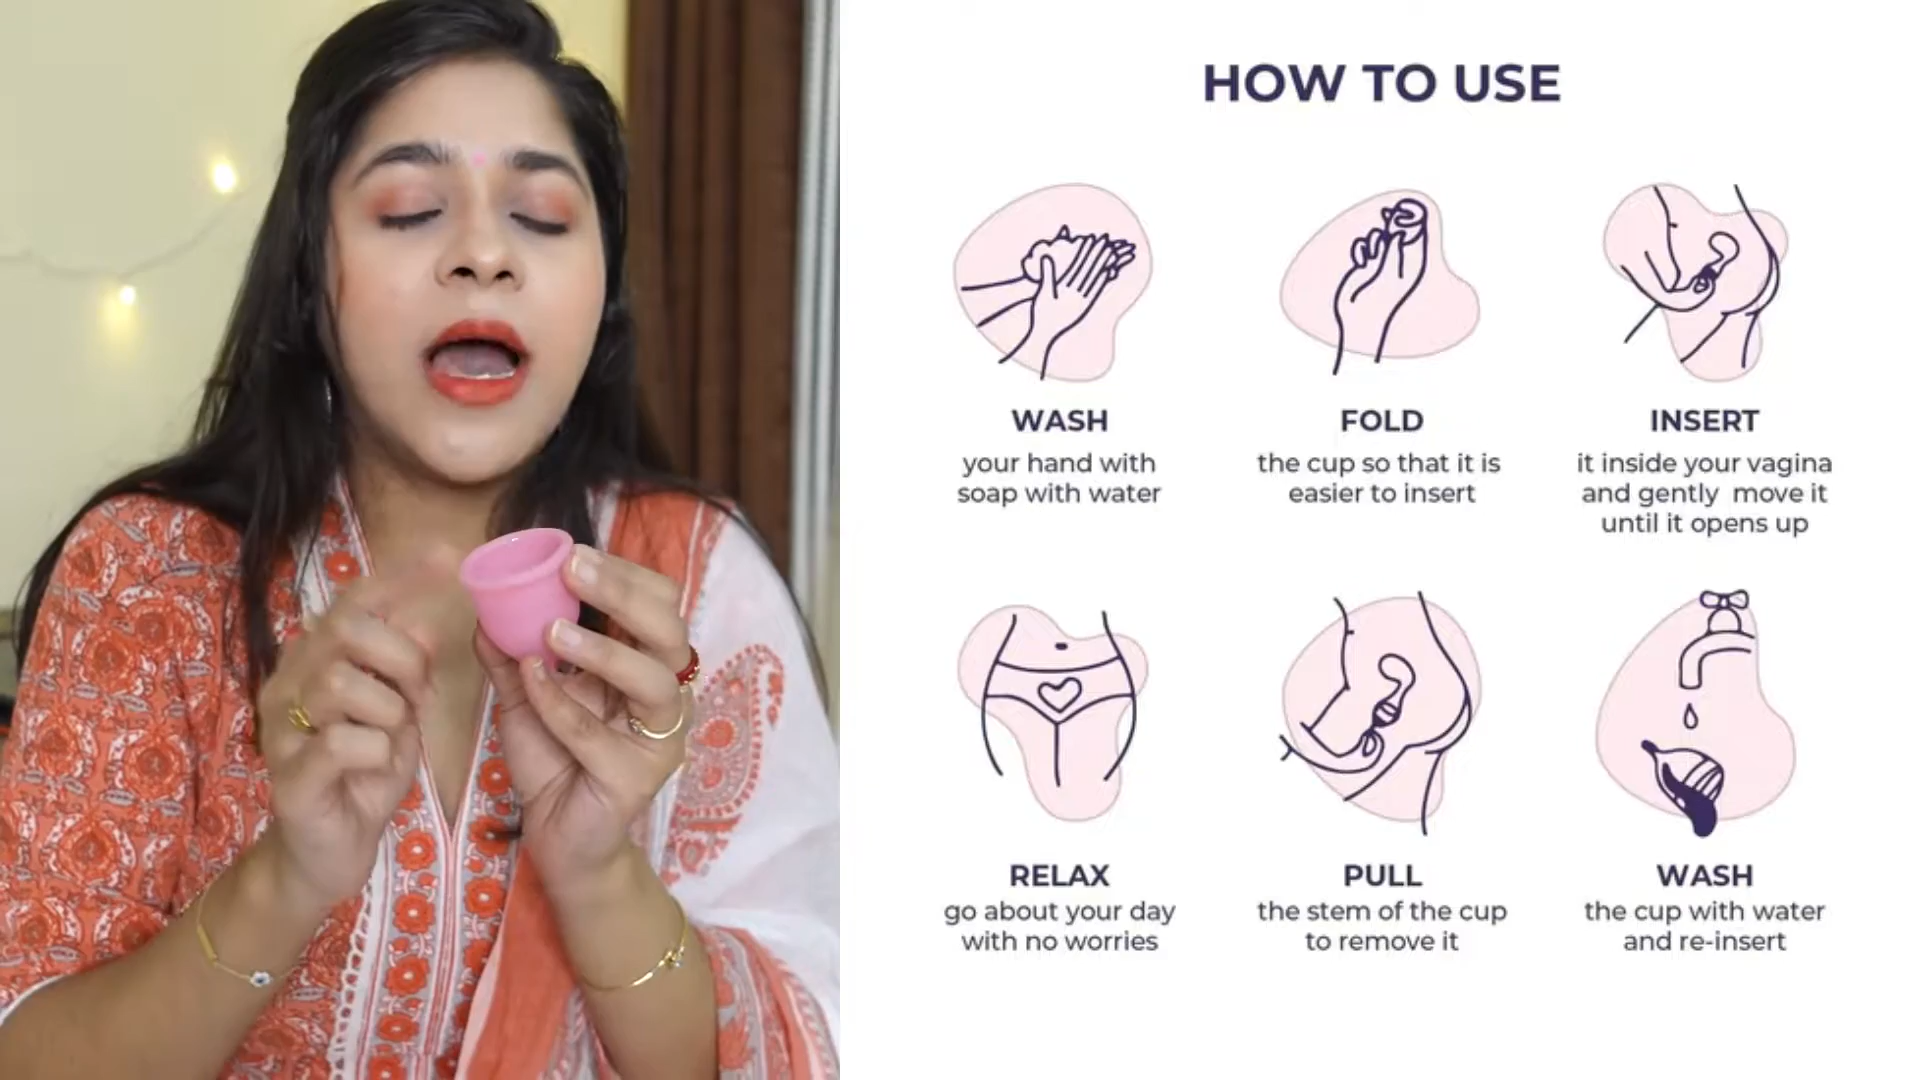 HOW TO USE
WASH
your hand with
soap with water
FOLD
the cup so that it is
easier to insert
INSERT
it inside your vagina
and gently move it
until it opens up
RELAX
go about your day
with no worries
PULL
the stem of the cup
to remove it
WASH
the cup with water
and re-insert